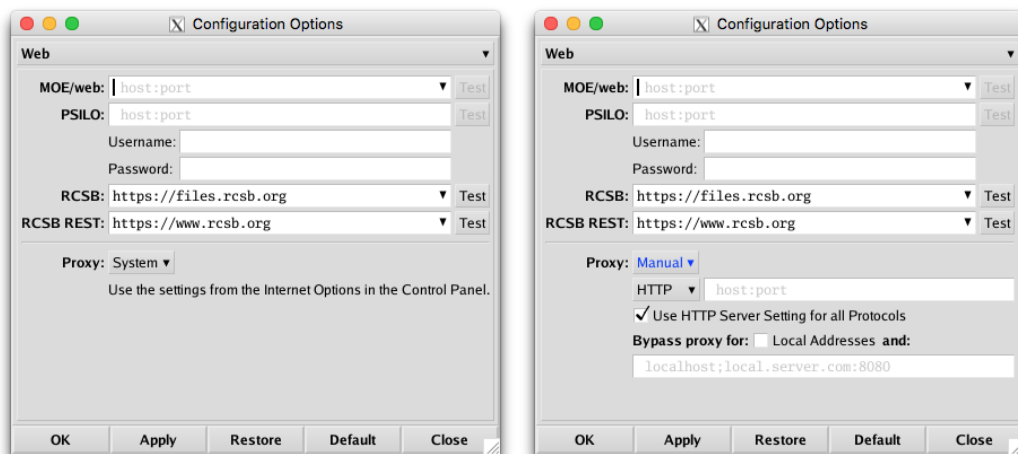 Configuration Options
Web
MOE/web: host:port Test
PSILO: host:port Test
Username:
Password:
RCSB: https://files.rcsb.org Test
RCSB REST: https://www.rcsb.org Test
Proxy: System
Use the settings from the Internet Options in the Control Panel.
OK Apply Restore Default Close
Configuration Options
Web
MOE/web: host:port Test
PSILO: host:port Test
Username:
Password:
RCSB: https://files.rcsb.org Test
RCSB REST: https://www.rcsb.org Test
Proxy: Manual
HTTP host:port
Use HTTP Server Setting for all Protocols
Bypass proxy for: Local Addresses and:
localhost;local.server.com:8080
OK Apply Restore Default Close